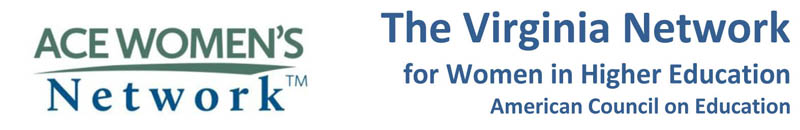 ACE WOMEN'S
Network™
The Virginia Network
for Women in Higher Education
American Council on Education